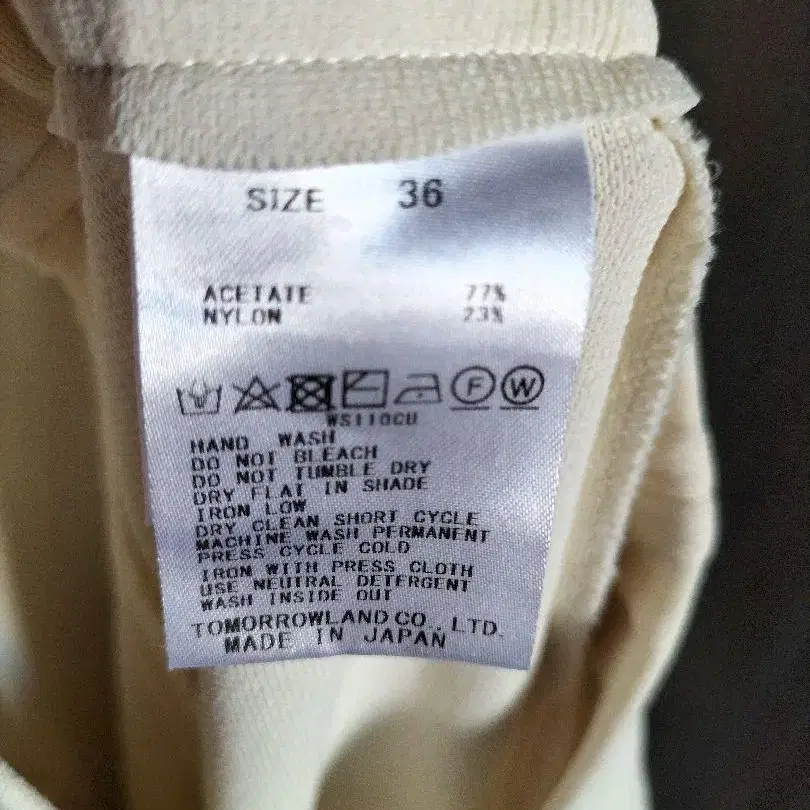 SIZE 36
ACETATE 77%
NYLON 23%
F W
WS110CU
HAND WASH
DO NOT BLEACH
DO NOT TUMBLE DRY
DRY FLAT IN SHADE
IRON LOW
DRY CLEAN SHORT CYCLE
MACHINE WASH PERMANENT
PRESS CYCLE COLD
IRON WITH PRESS CLOTH
USE NEUTRAL DETERGENT
WASH INSIDE OUT
TOMORROWLAND CO., LTD.
MADE IN JAPAN